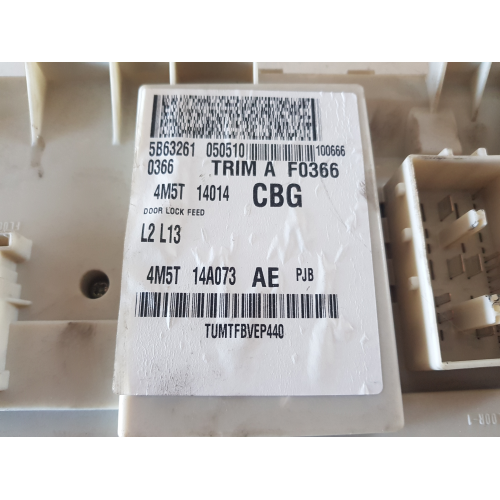 5B63261 050510 100666
0366 TRIM A F0366
4M5T 14014 CBG
DOOR LOCK FEED
L2 L13
4M5T 14A073 AE PJB
TUMTFBVEP440